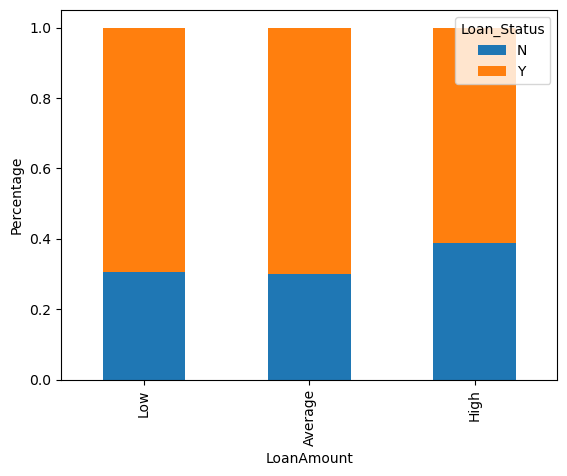 Loan_Status
N
Y
Percentage
1.0
0.8
0.6
0.4
0.2
0.0
Low
Average
High
LoanAmount